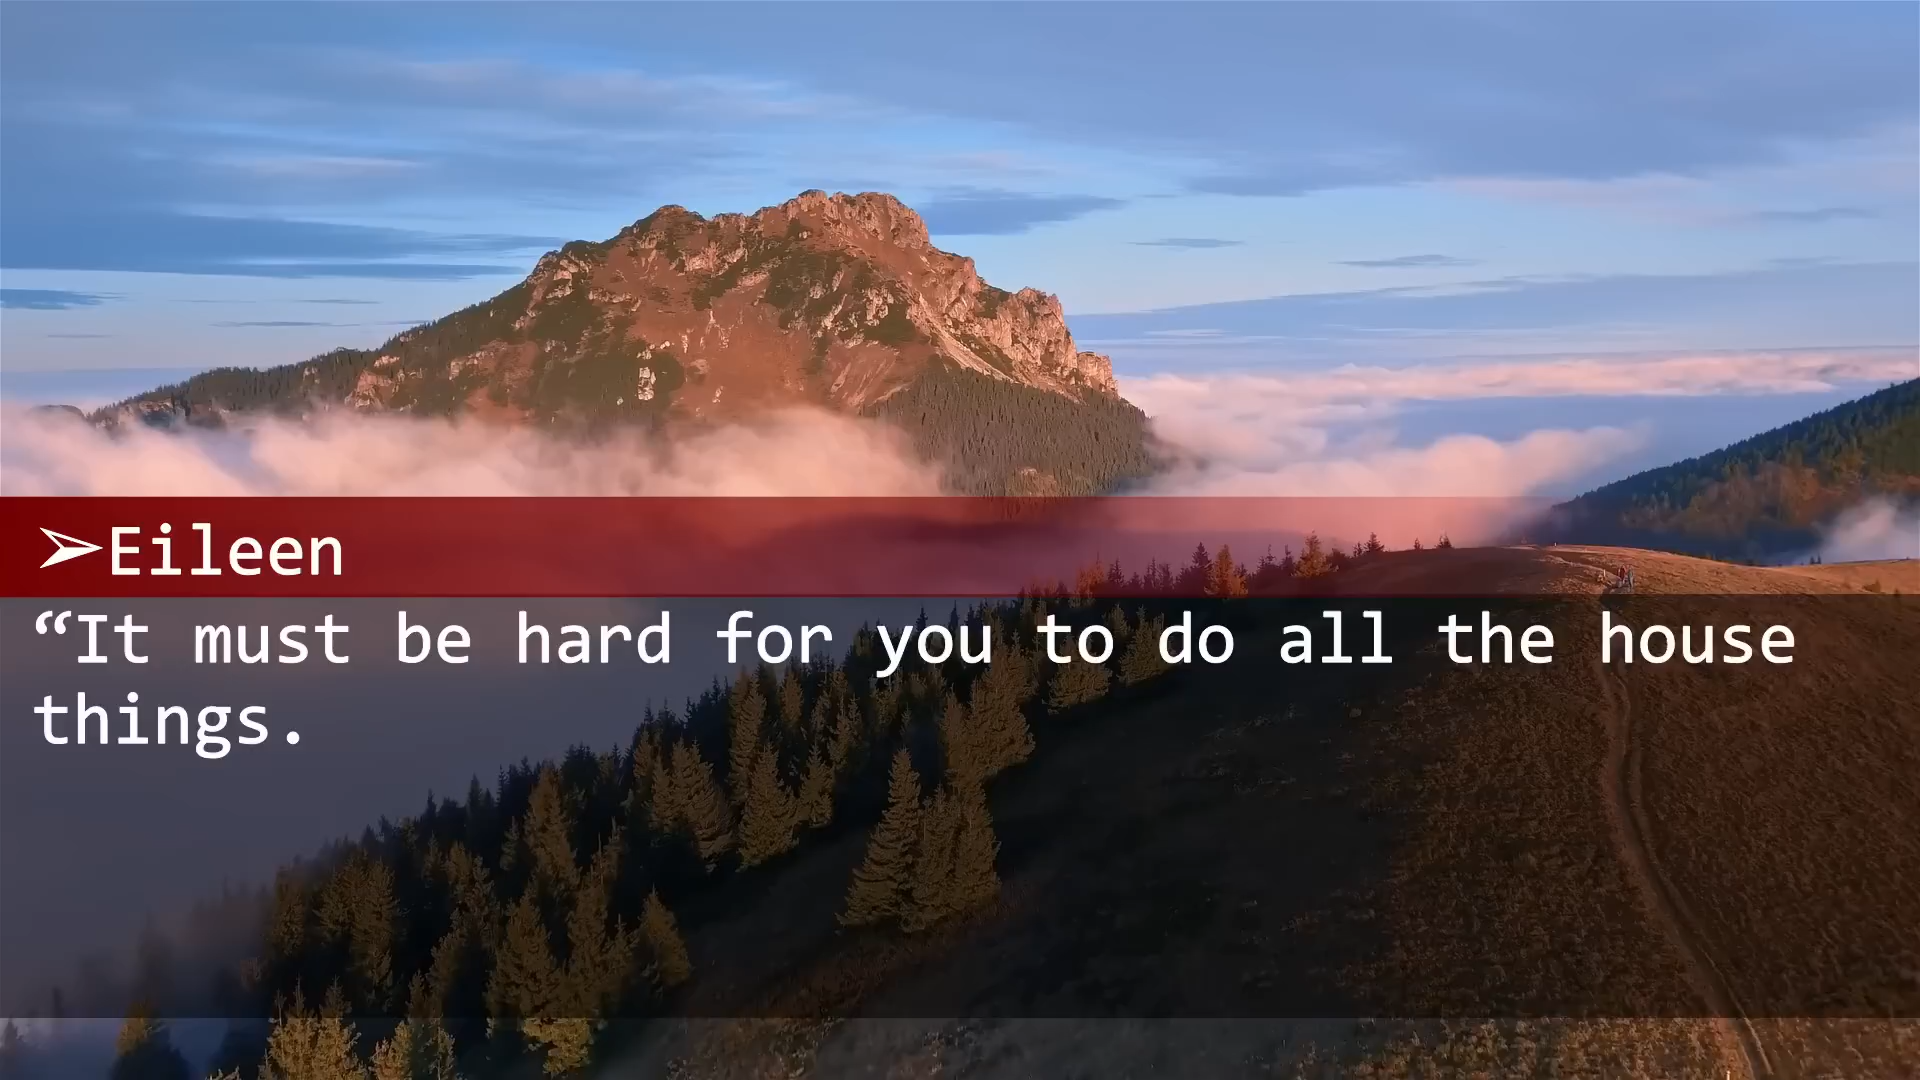 ➢Eileen
“It must be hard for you to do all the house
things.